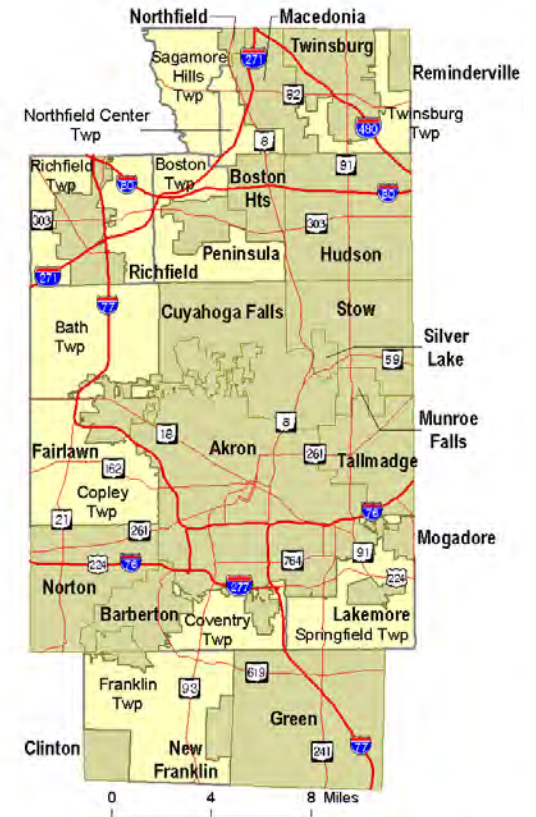 Northfield
Macedonia
Sagamore
Hills
Twp
271
Twinsburg
Reminderville
82
Northfield Center
Twp
Twinsburg
Twp
480
8
Richfield
Twp
80
Boston
Twp
Boston
Hts
91
80
303
303
Peninsula
Hudson
271
Richfield
77
Cuyahoga Falls
Stow
Bath
Twp
Silver
Lake
59
18
8
Munroe
Falls
Fairlawn
Akron
261
Tallmadge
162
Copley
Twp
21
261
76
Mogadore
224
76
764
91
224
Norton
277
Barberton
Coventry
Twp
Lakemore
Springfield Twp
Franklin
Twp
93
619
Green
Clinton
New
Franklin
241
77
0 4 8 Miles